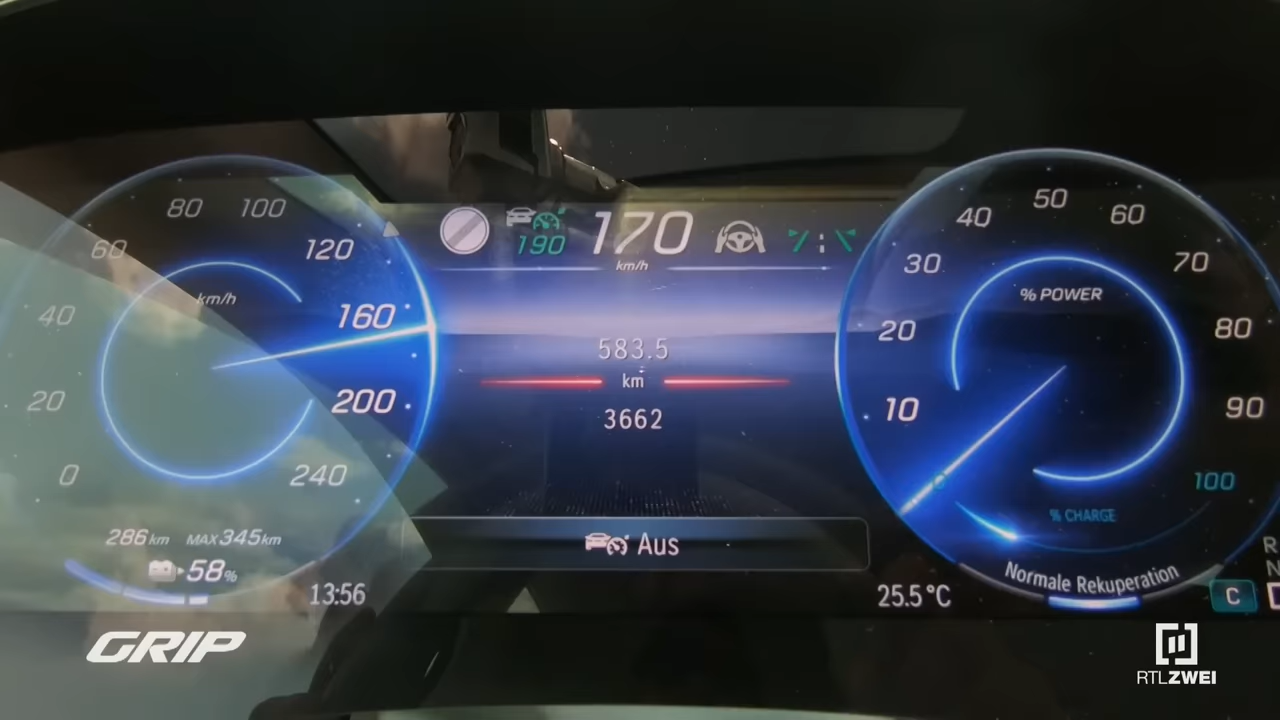 80
100
60
120
km/h
40
160
20
200
0
240
286 km MAX 345 km
58%
13:56
190
170
km/h
583.5
km
3662
Aus
50
40
60
30
70
% POWER
20
80
10
90
0
100
% CHARGE
Normale Rekuperation
25.5 °C
C
R
N
GRIP
RTLZWEI